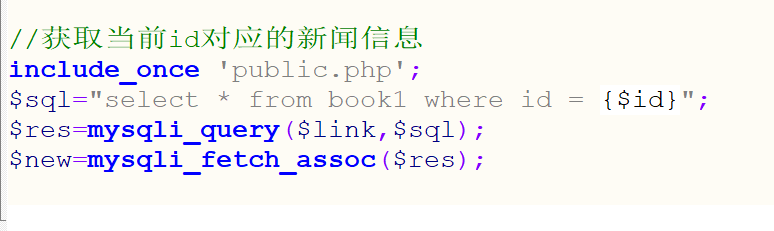 //获取当前id对应的新闻信息
include_once 'public.php';
$sql="select * from book1 where id = {$id}";
$res=mysqli_query($link,$sql);
$new=mysqli_fetch_assoc($res);